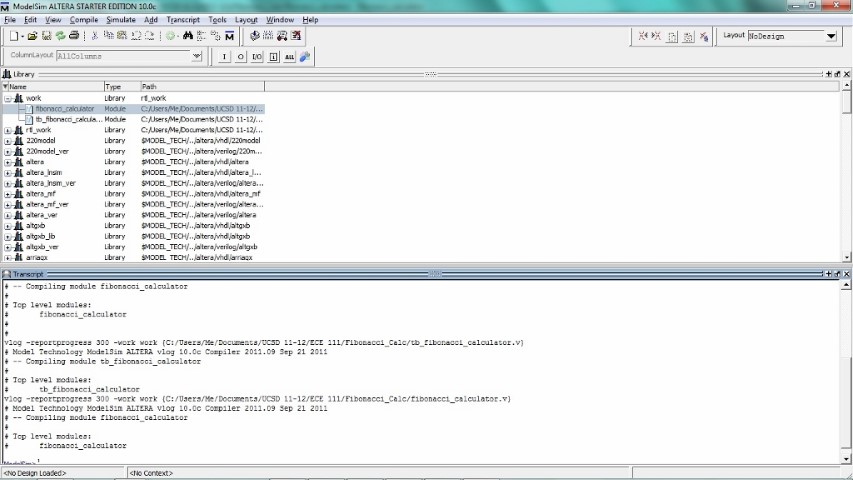 ModelSim ALTERA STARTER EDITION 10.0c
File Edit View Compile Simulate Add Transcript Tools Layout Window Help
Layout NoDesign
ColumnLayout AllColumns
Library
Name Type Path
work Library rtl_work
fibonacci_calculator Module C:/Users/Me/Documents/UCSD 11-12/...
tb_fibonacci_calcula... Module C:/Users/Me/Documents/UCSD 11-12/...
rtl_work Library C:/Users/Me/Documents/UCSD 11-12/...
220model Library $MODEL_TECH/../altera/vhdl/220model
220model_ver Library $MODEL_TECH/../altera/verilog/220m...
altera Library $MODEL_TECH/../altera/vhdl/altera
altera_lnsim Library $MODEL_TECH/../altera/vhdl/altera_l...
altera_lnsim_ver Library $MODEL_TECH/../altera/verilog/altera...
altera_mf Library $MODEL_TECH/../altera/vhdl/altera_mf
altera_mf_ver Library $MODEL_TECH/../altera/verilog/altera...
altera_ver Library $MODEL_TECH/../altera/verilog/altera
altgxb Library $MODEL_TECH/../altera/vhdl/altgxb
altgxb_lib Library $MODEL_TECH/../altera/vhdl/altgxb
altgxb_ver Library $MODEL_TECH/../altera/verilog/altgxb
arriagx Library $MODEL_TECH/../altera/vhdl/arriagx
Transcript
# -- Compiling module fibonacci_calculator
#
# Top level modules:
# fibonacci_calculator
#
#
vlog -reportprogress 300 -work work {C:/Users/Me/Documents/UCSD 11-12/ECE 111/Fibonacci_Calc/tb_fibonacci_calculator.v}
# Model Technology ModelSim ALTERA vlog 10.0c Compiler 2011.09 Sep 21 2011
# -- Compiling module tb_fibonacci_calculator
#
# Top level modules:
# tb_fibonacci_calculator
vlog -reportprogress 300 -work work {C:/Users/Me/Documents/UCSD 11-12/ECE 111/Fibonacci_Calc/fibonacci_calculator.v}
# Model Technology ModelSim ALTERA vlog 10.0c Compiler 2011.09 Sep 21 2011
# -- Compiling module fibonacci_calculator
#
# Top level modules:
# fibonacci_calculator
ModelSim>
<No Design Loaded> <No Context>